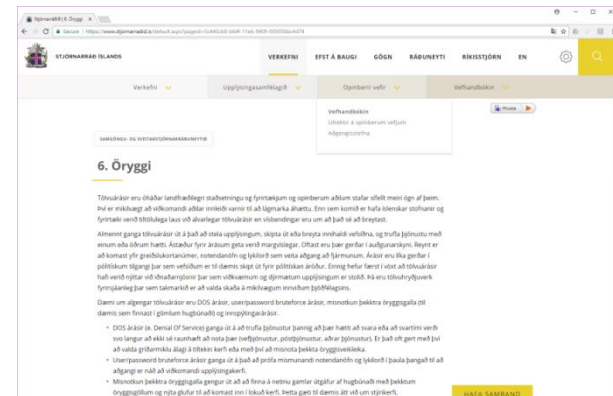 Stjórnarráðið | 6. Öryggi
Secure | https://www.stjornarradid.is/default.aspx?pageid=
STJÓRNARRÁÐ ÍSLANDS
VERKEFNI EFST Á BAUGI GÖGN RÁÐUNEYTI RÍKISSTJÓRN EN
Verkefni Upplýsingasamfélagið Opinberir vefir Vefhandbókin
Vefhandbókin
Úttektir á opinberum vefjum
Aðgengisstefna
Hlusta
SAMGÖNGU- OG SVEITARSTJÓRNARRÁÐUNEYTIÐ
6. Öryggi
Tölvuárásir eru óháðar landfræðilegri staðsetningu og fyrirtækjum og opinberum aðilum stafar sífellt meiri ógn af þeim.
Því er mikilvægt að viðkomandi aðilar innleiði varnir til að lágmarka áhættu. Enn sem komið er hafa íslenskar stofnanir og
fyrirtæki verið tiltölulega laus við alvarlegar tölvuárásir en vísbendingar eru um að það sé að breytast.
Almennt ganga tölvuárásir út á það að stela upplýsingum, skipta út eða breyta innihaldi vefsíðna, og trufla þjónustu með
einum eða öðrum hætti. Ástæður fyrir árásum geta verið margvíslegar. Oftast eru þær gerðar í auðgunarskyni. Reynt er
að komast yfir greiðslukortanúmer, notendanöfn og lykilorð sem veita aðgang að fjármunum. Árásir eru líka gerðar í
pólitískum tilgangi þar sem vefsíðum er til dæmis skipt út fyrir pólitískan áróður. Einnig hefur færst í vöxt að tölvuárásir
hafi verið nýttar við iðnaðarnjósnir þar sem viðkvæmum og dýrmætum upplýsingum er stolið. Þá eru tölvuhryðjuverk
fyrirsjáanleg þar sem takmarkið er að valda skaða á mikilvægum innviðum þjóðfélagsins.
Dæmi um algengar tölvuárásir eru DOS árásir, user/password bruteforce árásir, misnotkun þekktra öryggisgalla (til
dæmis sem finnast í gömlum hugbúnaði) og innspýtingarárásir.
DOS árásir (e. Denial Of Service) ganga út á að trufla þjónustur þannig að þær hætti að svara eða að svartími verði
svo langur að ekki sé raunhæft að nota þær (vefþjónustur, póstþjónustur, aðrar þjónustur). Er það oft gert með því
að valda gríðarmiklu álagi á tiltekin kerfi eða með því að misnota þekkta öryggisveikleika.
User/password bruteforce árásir ganga út á það að prófa mismunandi notendanöfn og lykilorð í þaula þangað til að
aðgangi er náð að viðkomandi upplýsingakerfi.
Misnotkun þekktra öryggisgalla gengur út að að finna á netinu gamlar útgáfur af hugbúnaði með þekktum
öryggisgöllum og nýta glufur til að komast inn í lokuð kerfi. Þetta gæti til dæmis átt við um stýrikerfi,
HAFA SAMBAND